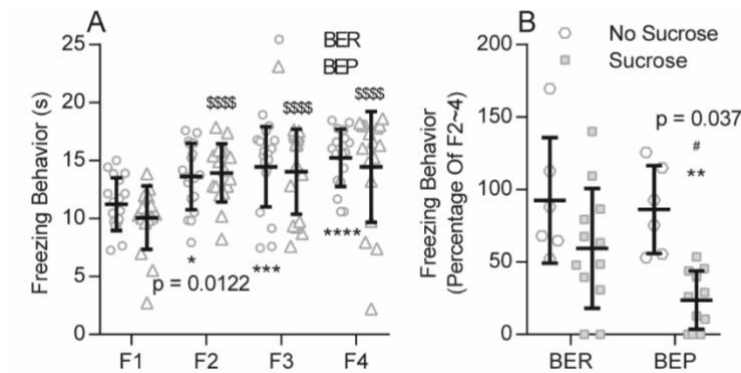 A
Freezing Behavior (s)
25
20
15
10
5
0
BER
BEP
$$$$
$$$$
$$$$
*
p = 0.0122
***
****
F1 F2 F3 F4
B
Freezing Behavior
(Percentage Of F2~4)
200
150
100
50
0
No Sucrose
Sucrose
p = 0.037
#
**
BER BEP